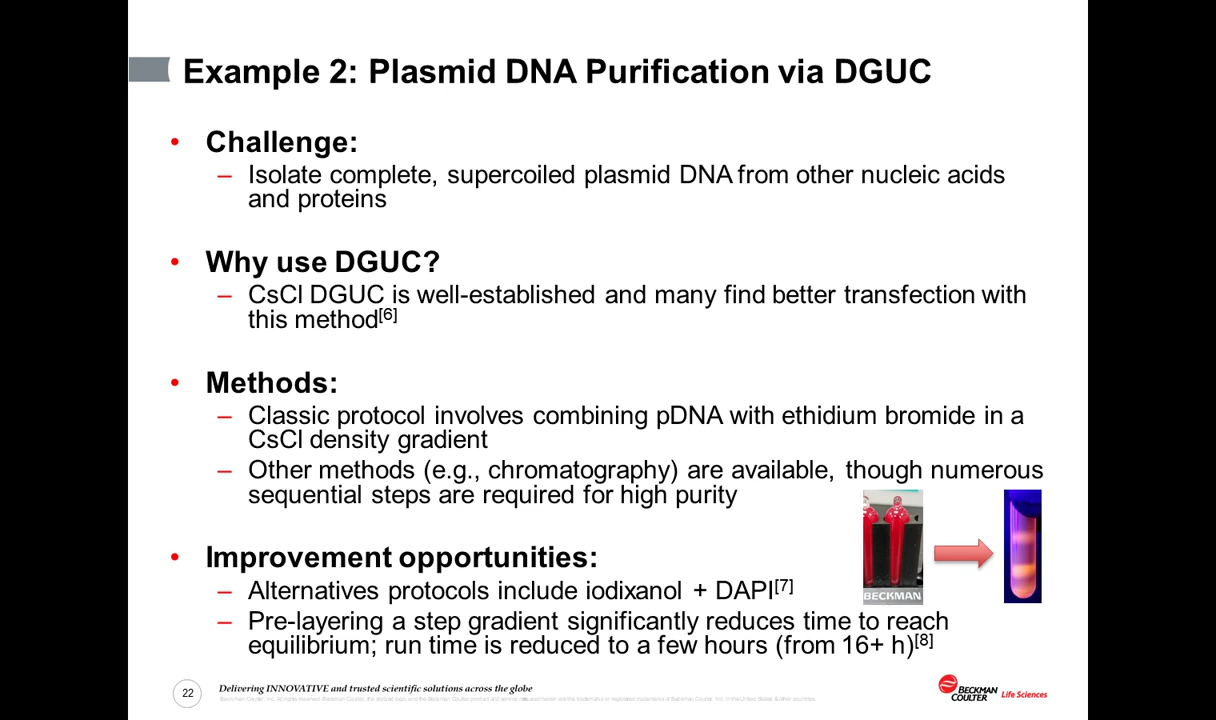 Example 2: Plasmid DNA Purification via DGUC
• Challenge:
– Isolate complete, supercoiled plasmid DNA from other nucleic acids
and proteins
• Why use DGUC?
– CsCl DGUC is well-established and many find better transfection with
this method[6]
• Methods:
– Classic protocol involves combining pDNA with ethidium bromide in a
CsCl density gradient
– Other methods (e.g., chromatography) are available, though numerous
sequential steps are required for high purity
BECKMAN
• Improvement opportunities:
– Alternatives protocols include iodixanol + DAPI[7]
– Pre-layering a step gradient significantly reduces time to reach
equilibrium; run time is reduced to a few hours (from 16+ h)[8]
22
Delivering INNOVATIVE and trusted scientific solutions across the globe
BECKMAN
COULTER Life Sciences